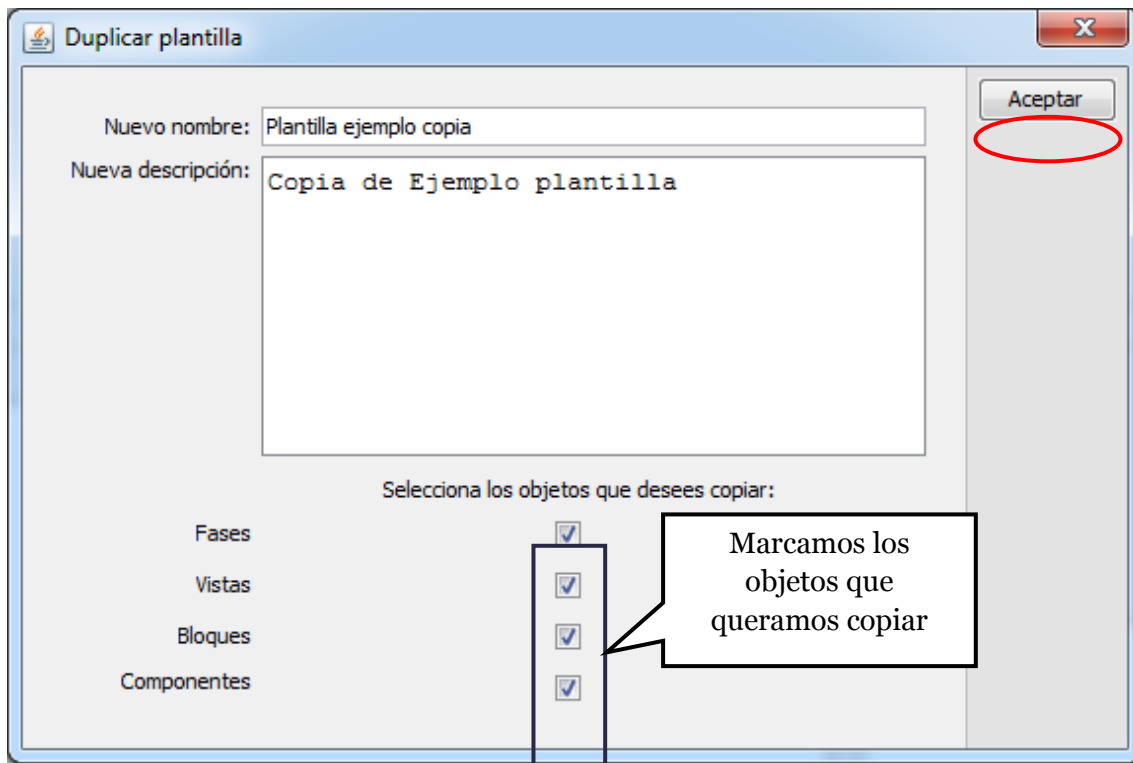 Duplicar plantilla
Aceptar
Nuevo nombre: Plantilla ejemplo copia
Nueva descripción: Copia de Ejemplo plantilla
Selecciona los objetos que desees copiar:
Fases
Vistas
Bloques
Componentes
Marcamos los
objetos que
queramos copiar